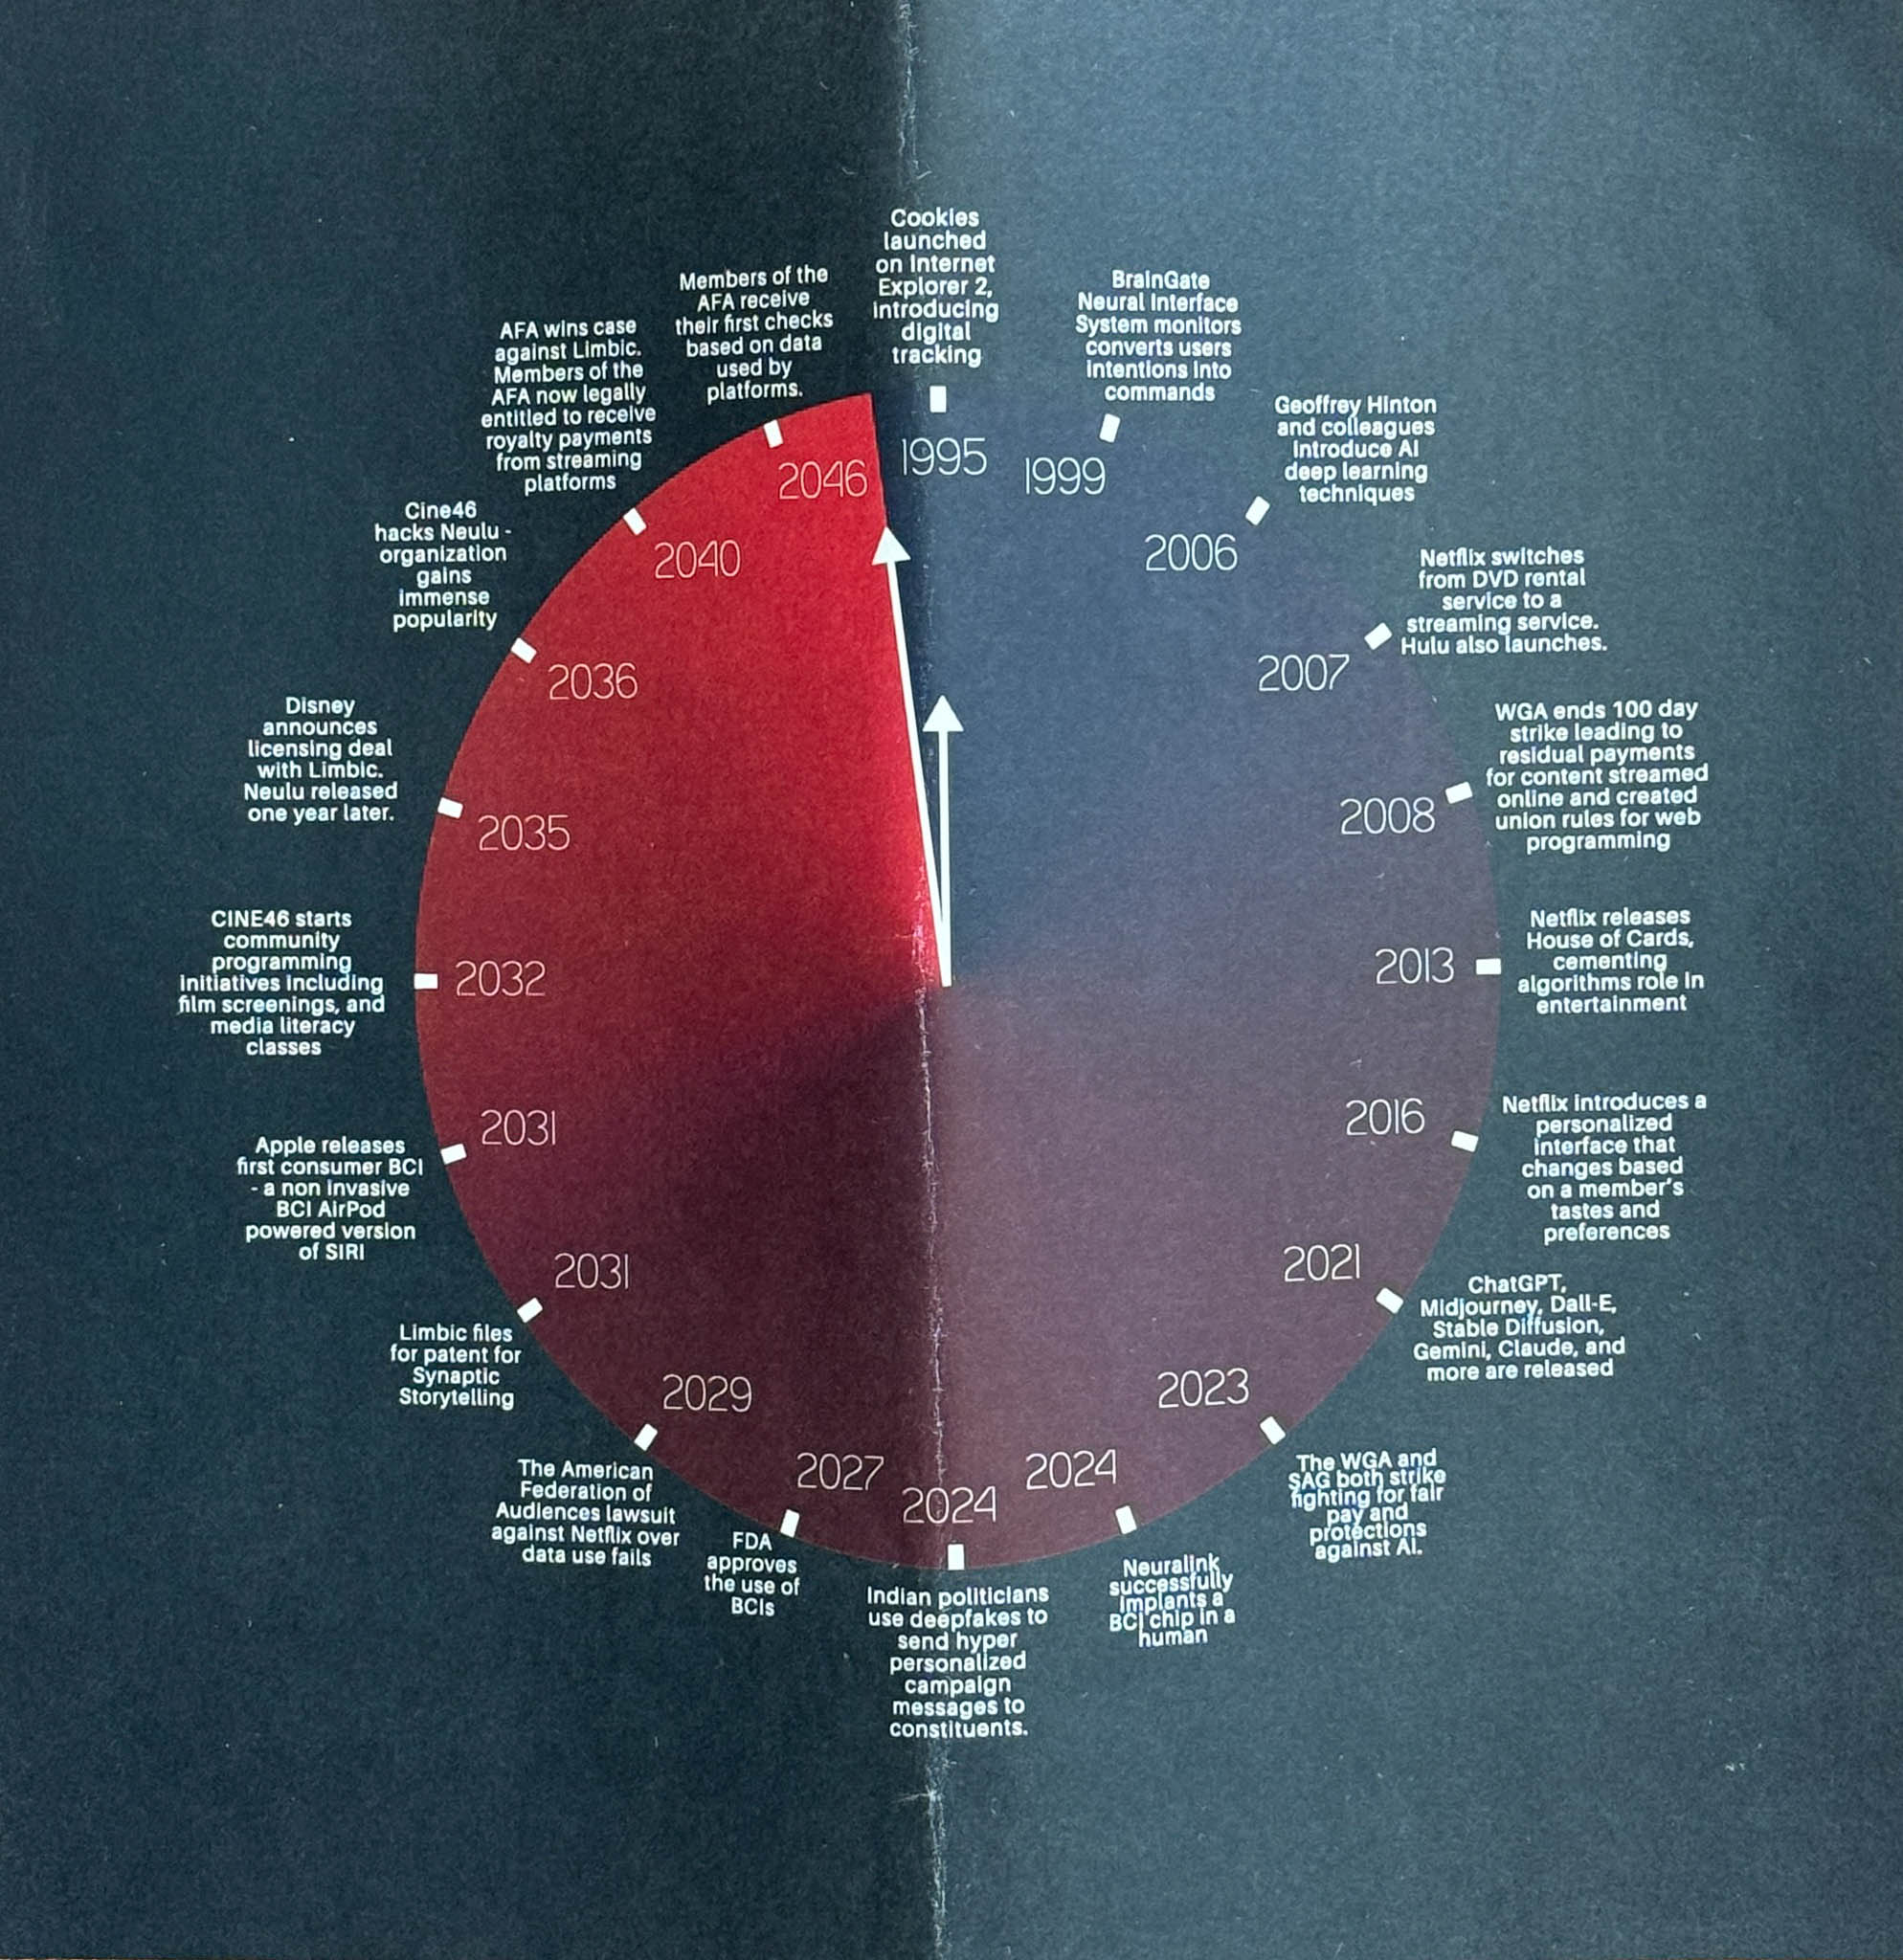 Cookies
launched
on Internet
Explorer 2,
introducing
digital
tracking
1995
BrainGate
Neural Interface
System monitors
converts users
intentions into
commands
1999
Geoffrey Hinton
and colleagues
introduce AI
deep learning
techniques
2006
Netflix switches
from DVD rental
service to a
streaming service.
Hulu also launches.
2007
WGA ends 100 day
strike leading to
residual payments
for content streamed
online and created
union rules for web
programming
2008
Netflix releases
House of Cards,
cementing
algorithms role in
entertainment
2013
Netflix introduces a
personalized
interface that
changes based
on a member's
tastes and
preferences
2016
ChatGPT,
Midjourney, Dall-E,
Stable Diffusion,
Gemini, Claude, and
more are released
2021
The WGA and
SAG both strike
fighting for fair
pay and
protections
against AI.
2023
Neuralink
successfully
implants a
BCI chip in a
human
2024
Indian politicians
use deepfakes to
send hyper
personalized
campaign
messages to
constituents.
2024
FDA
approves
the use of
BCIs
2027
The American
Federation of
Audiences lawsuit
against Netflix over
data use fails
2029
Limbic files
for patent for
Synaptic
Storytelling
2031
Apple releases
first consumer BCI
- a non invasive
BCI AirPod
powered version
of SIRI
2031
CINE46 starts
community
programming
initiatives including
film screenings, and
media literacy
classes
2032
Disney
announces
licensing deal
with Limbic.
Neulu released
one year later.
2035
Cine46
hacks Neulu -
organization
gains
immense
popularity
2036
AFA wins case
against Limbic.
Members of the
AFA now legally
entitled to receive
royalty payments
from streaming
platforms
2040
Members of the
AFA receive
their first checks
based on data
used by
platforms.
2046